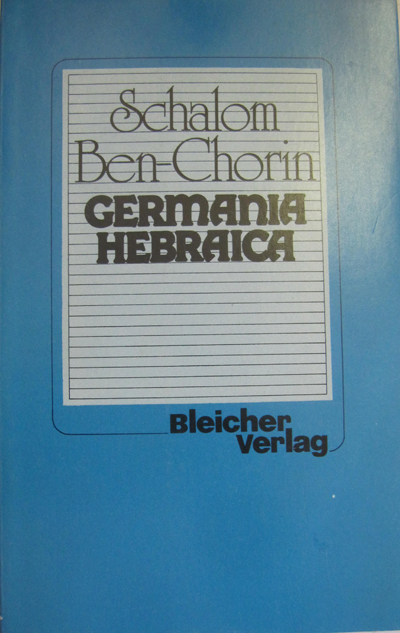 Schalom
Ben-Chorin
GERMANIA
HEBRAICA
Bleicher
Verlag